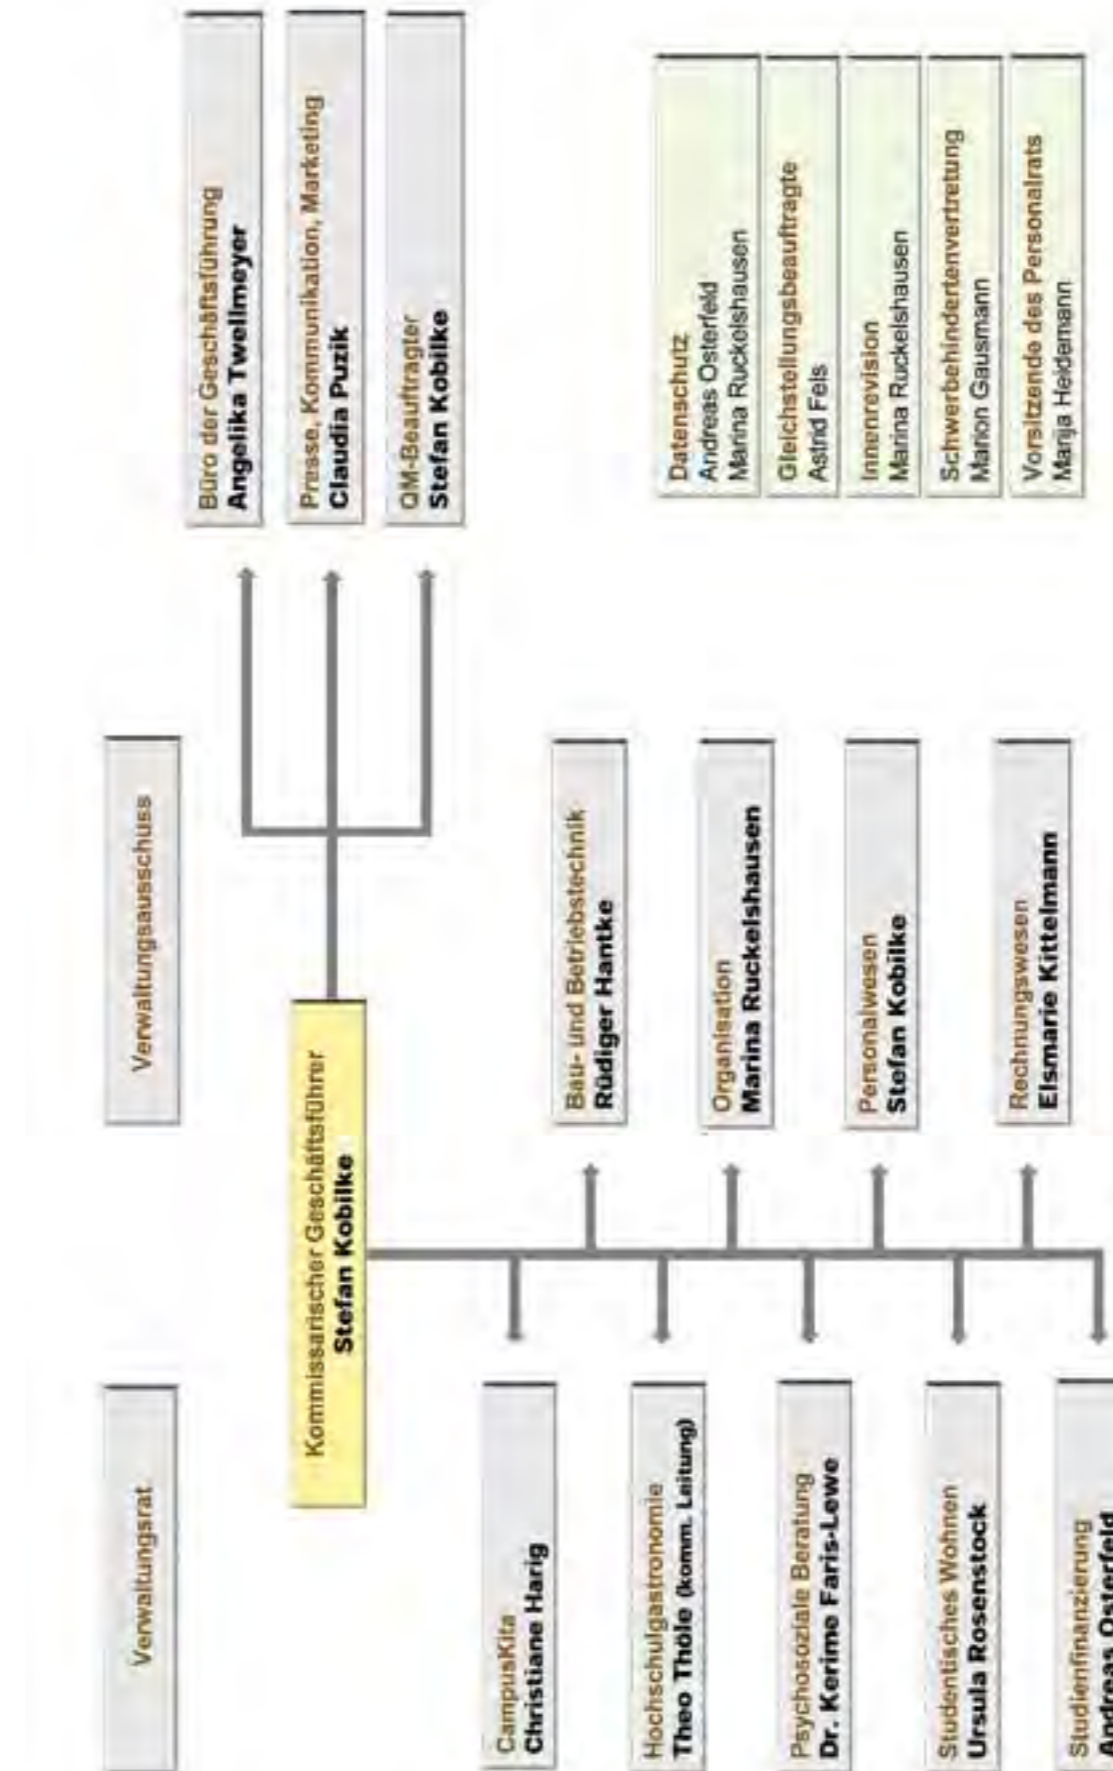 Verwaltungsrat
Verwaltungsausschuss
Kommissarischer Geschäftsführer
Stefan Kobilke
Büro der Geschäftsführung
Angelika Twellmeyer
Presse, Kommunikation, Marketing
Claudia Puzik
QM-Beauftragter
Stefan Kobilke
CampusKita
Christiane Harig
Hochschulgastronomie
Theo Thöle (komm. Leitung)
Psychosoziale Beratung
Dr. Kerime Faris-Lewe
Studentisches Wohnen
Ursula Rosenstock
Studienfinanzierung
Andreas Osterfeld
Bau- und Betriebstechnik
Rüdiger Hantke
Organisation
Marina Ruckelshausen
Personalwesen
Stefan Kobilke
Rechnungswesen
Elsmarie Kittelmann
Datenschutz
Andreas Osterfeld
Marina Ruckelshausen
Gleichstellungsbeauftragte
Astrid Fels
Innenrevision
Marina Ruckelshausen
Schwerbehindertenvertretung
Marion Gausmann
Vorsitzende des Personalrats
Marija Heidemann